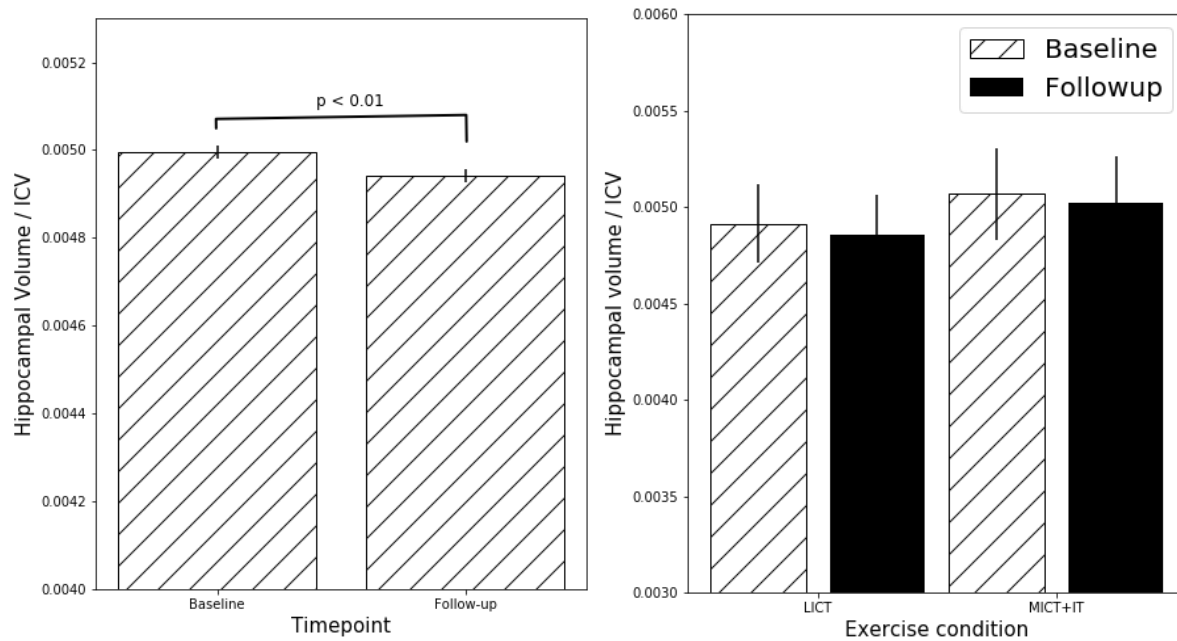 Hippocampal Volume / ICV
0.0052
0.0050
0.0048
0.0046
0.0044
0.0042
0.0040
p < 0.01
Baseline
Follow-up
Timepoint
Hippocampal volume / ICV
0.0060
0.0055
0.0050
0.0045
0.0040
0.0035
0.0030
Baseline
Followup
LICT
MICT+IT
Exercise condition